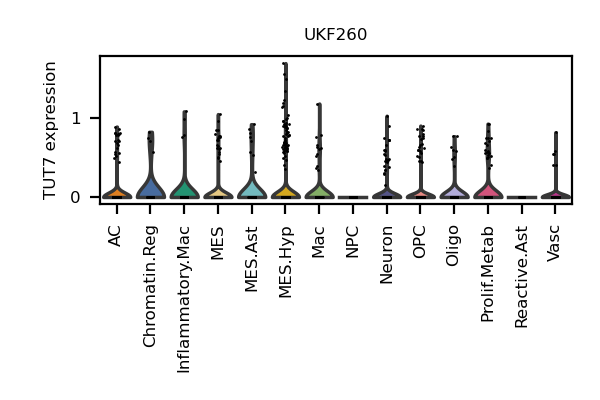 UKF260
TUT7 expression
1
0
AC
Chromatin.Reg
Inflammatory.Mac
MES
MES.Ast
MES.Hyp
Mac
NPC
Neuron
OPC
Oligo
Prolif.Metab
Reactive.Ast
Vasc